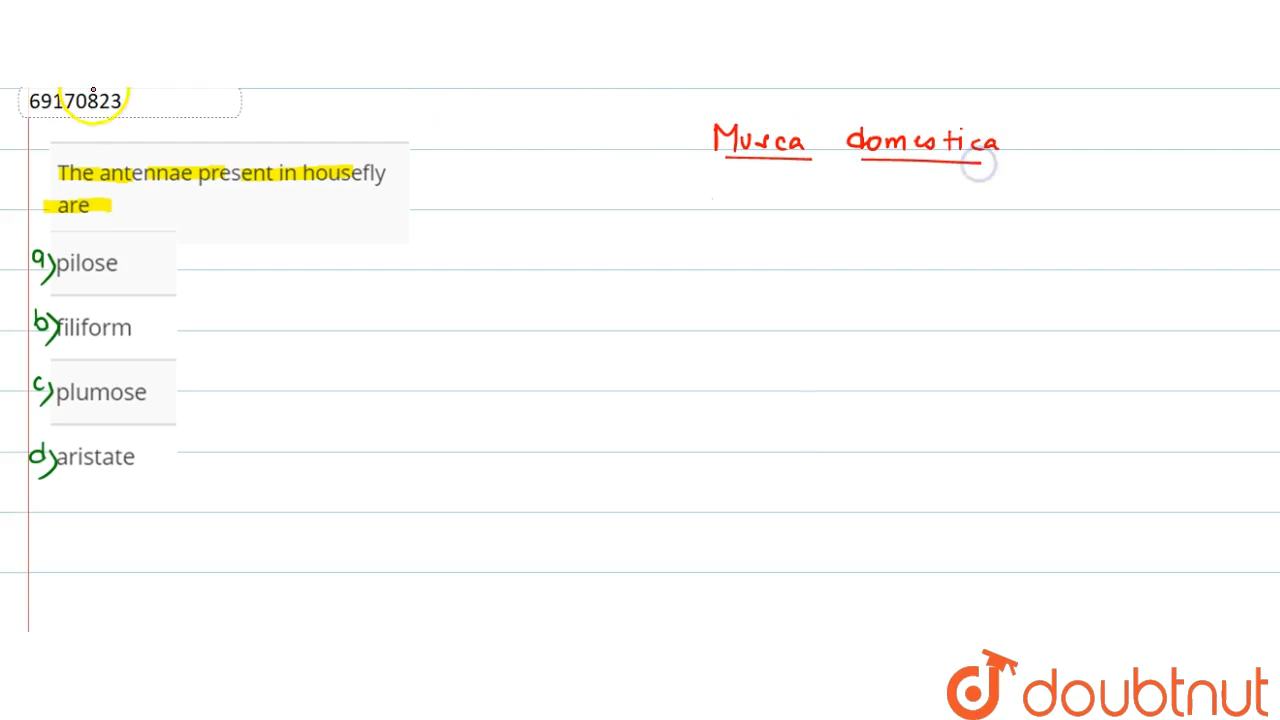 69170823
Musca domestica
The antennae present in housefly
are
a) pilose
b) filiform
c) plumose
d) aristate
doubtnut